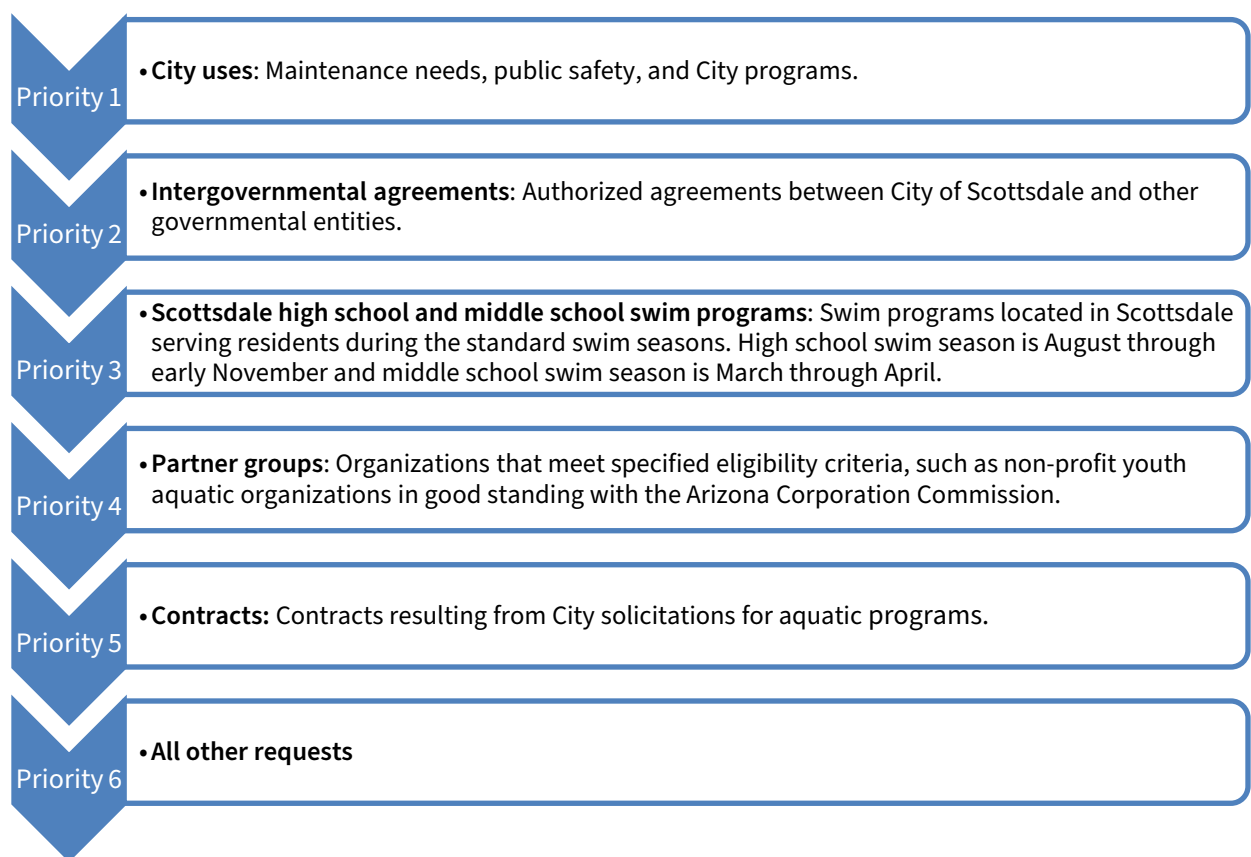 Priority 1
•City uses: Maintenance needs, public safety, and City programs.
Priority 2
•Intergovernmental agreements: Authorized agreements between City of Scottsdale and other
governmental entities.
Priority 3
•Scottsdale high school and middle school swim programs: Swim programs located in Scottsdale
serving residents during the standard swim seasons. High school swim season is August through
early November and middle school swim season is March through April.
Priority 4
•Partner groups: Organizations that meet specified eligibility criteria, such as non-profit youth
aquatic organizations in good standing with the Arizona Corporation Commission.
Priority 5
•Contracts: Contracts resulting from City solicitations for aquatic programs.
Priority 6
•All other requests